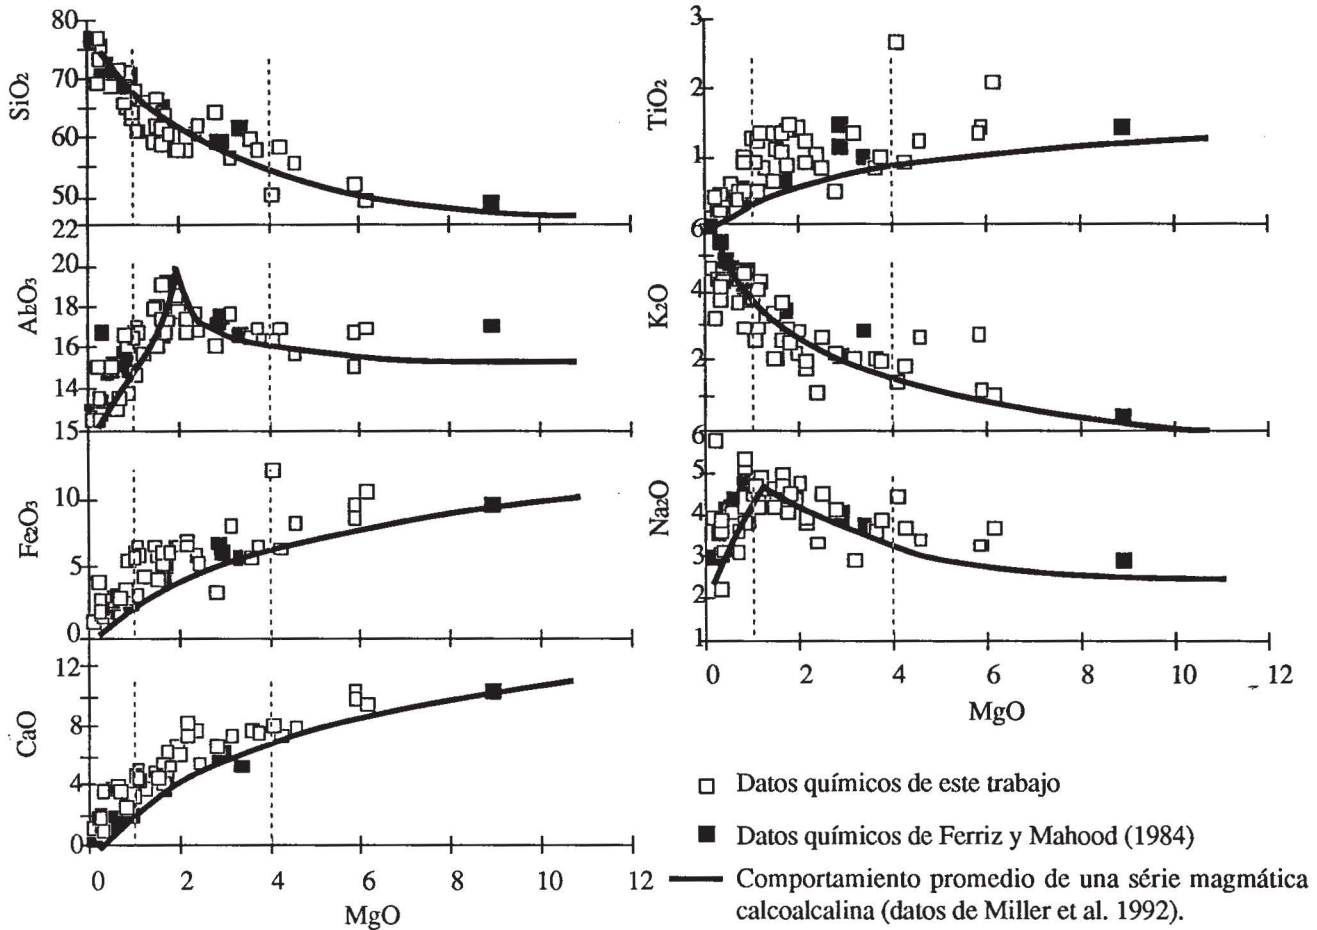 80
70
60
50
SiO2
22
20
18
16
14
15
Al2O3
10
5
0
Fe2O3
12
8
4
0
CaO
0 2 4 6 8 10 12
MgO
3
2
1
TiO2
6
4
2
K2O
6
5
4
3
2
1
Na2O
0 2 4 6 8 10 12
MgO
Datos químicos de este trabajo
Datos químicos de Ferriz y Mahood (1984)
Comportamiento promedio de una série magmática
calcoalcalina (datos de Miller et al. 1992).